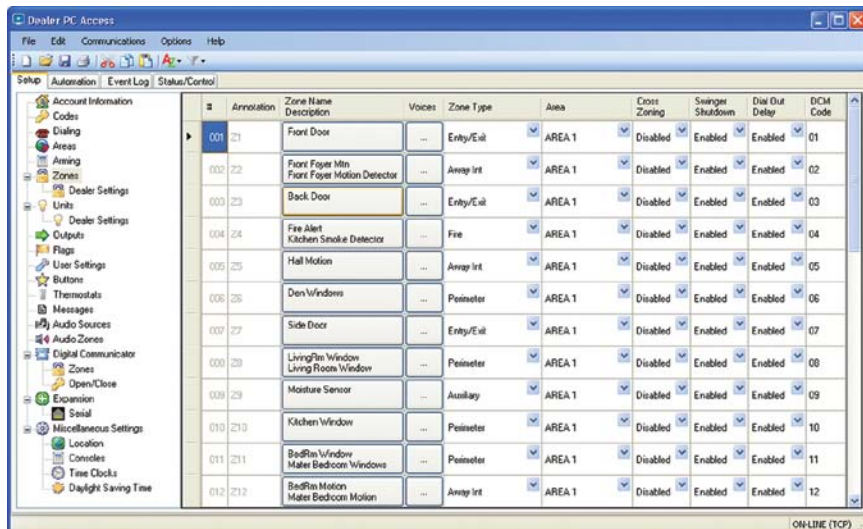 Dealer PC Access
File Edit Communications Options Help
Setup Automation Event Log Status/Control
Account Information
Codes
Dialing
Areas
Arming
Zones
Dealer Settings
Units
Dealer Settings
Outputs
Flags
User Settings
Buttons
Thermostats
Messages
Audio Sources
Audio Zones
Digital Communicator
Zones
Open/Close
Expansion
Serial
Miscellaneous Settings
Location
Consoles
Time Clocks
Daylight Saving Time
# Annotation Zone Name Description Voices Zone Type Area Cross Zoning Swinger Shutdown Dial Out Delay DCM Code
001 Z1 Front Door ... Entry/Exit AREA 1 Disabled Enabled Enabled 01
002 Z2 Front Foyer Mtn ... Away Int AREA 1 Disabled Enabled Enabled 02
Front Foyer Motion Detector
003 Z3 Back Door ... Entry/Exit AREA 1 Disabled Enabled Enabled 03
004 Z4 Fire Alert ... Fire AREA 1 Disabled Enabled Enabled 04
Kitchen Smoke Detector
005 Z5 Hall Motion ... Away Int AREA 1 Disabled Enabled Enabled 05
006 Z6 Den Windows ... Perimeter AREA 1 Disabled Enabled Enabled 06
007 Z7 Side Door ... Entry/Exit AREA 1 Disabled Enabled Enabled 07
008 Z8 LivingRm Window ... Perimeter AREA 1 Disabled Enabled Enabled 08
Living Room Window
009 Z9 Moisture Sensor ... Auxiliary AREA 1 Disabled Enabled Enabled 09
010 Z10 Kitchen Window ... Perimeter AREA 1 Disabled Enabled Enabled 10
011 Z11 BedRm Window ... Perimeter AREA 1 Disabled Enabled Enabled 11
Mater Bedroom Windows
012 Z12 BedRm Motion ... Away Int AREA 1 Disabled Enabled Enabled 12
Mater Bedroom Motion
ON-LINE (TCP)